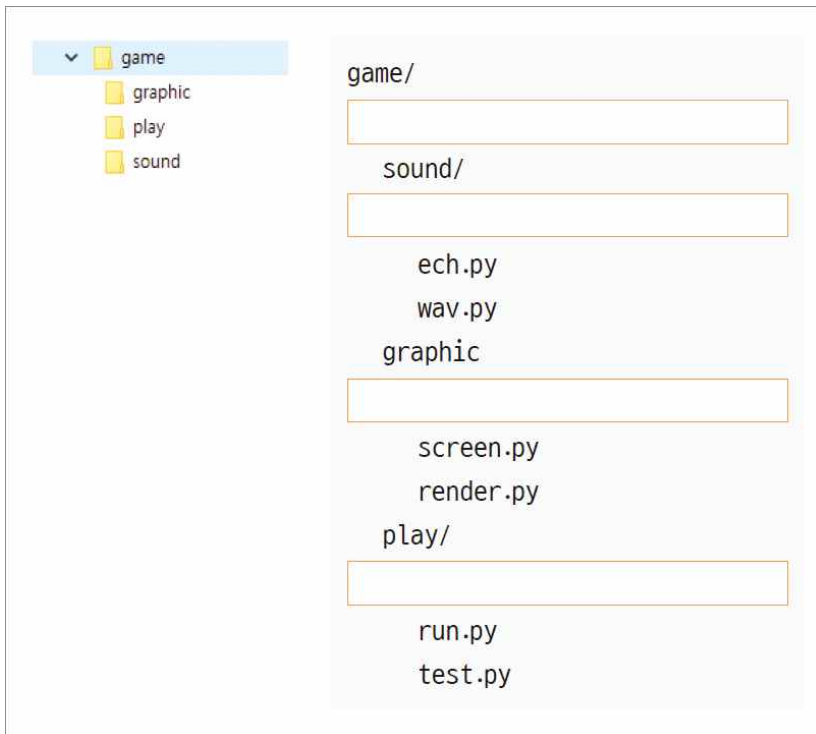 game
graphic
play
sound
game/
sound/
ech.py
wav.py
graphic
screen.py
render.py
play/
run.py
test.py